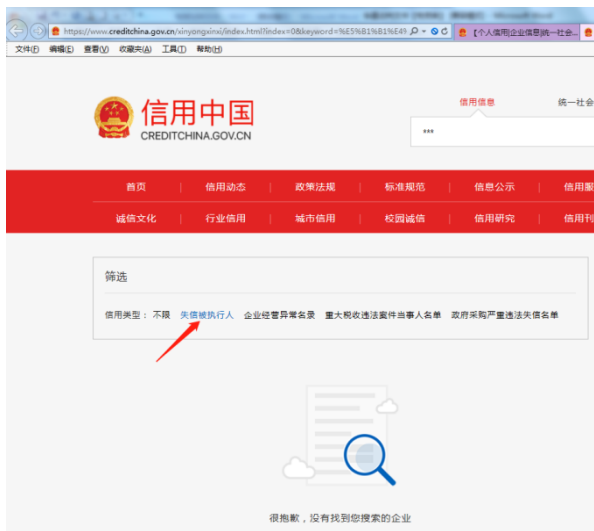 https://www.creditchina.gov.cn/xinyongxinxi/index.html?index=0&keyword=%E5%B1%B1%E4%
【个人信用|企业信息|统一社会...
文件(F) 编辑(E) 查看(V) 收藏夹(A) 工具(T) 帮助(H)
信用中国
CREDITCHINA.GOV.CN
信用信息 统一社会
***
首页 | 信用动态 | 政策法规 | 标准规范 | 信息公示 | 信用服
诚信文化 | 行业信用 | 城市信用 | 校园诚信 | 信用研究 | 信用刊
筛选
信用类型: 不限 失信被执行人 企业经营异常名录 重大税收违法案件当事人名单 政府采购严重违法失信名单
很抱歉,没有找到您搜索的企业